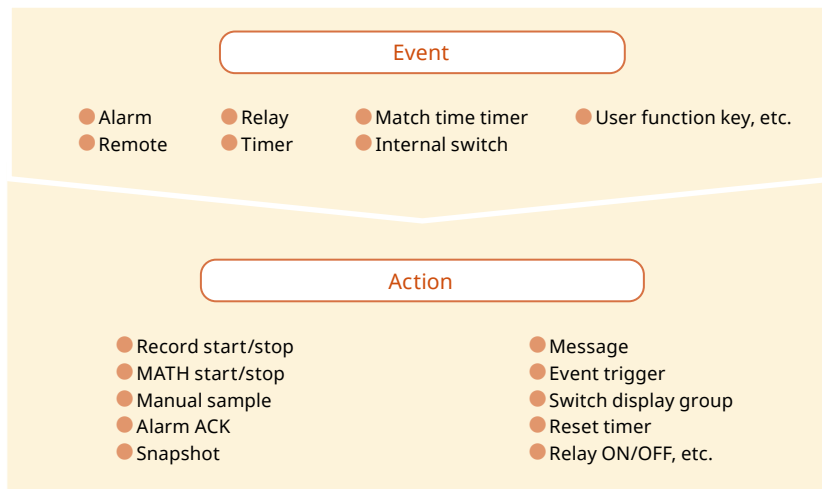 Event
Alarm
Remote
Relay
Timer
Match time timer
Internal switch
User function key, etc.
Action
Record start/stop
MATH start/stop
Manual sample
Alarm ACK
Snapshot
Message
Event trigger
Switch display group
Reset timer
Relay ON/OFF, etc.